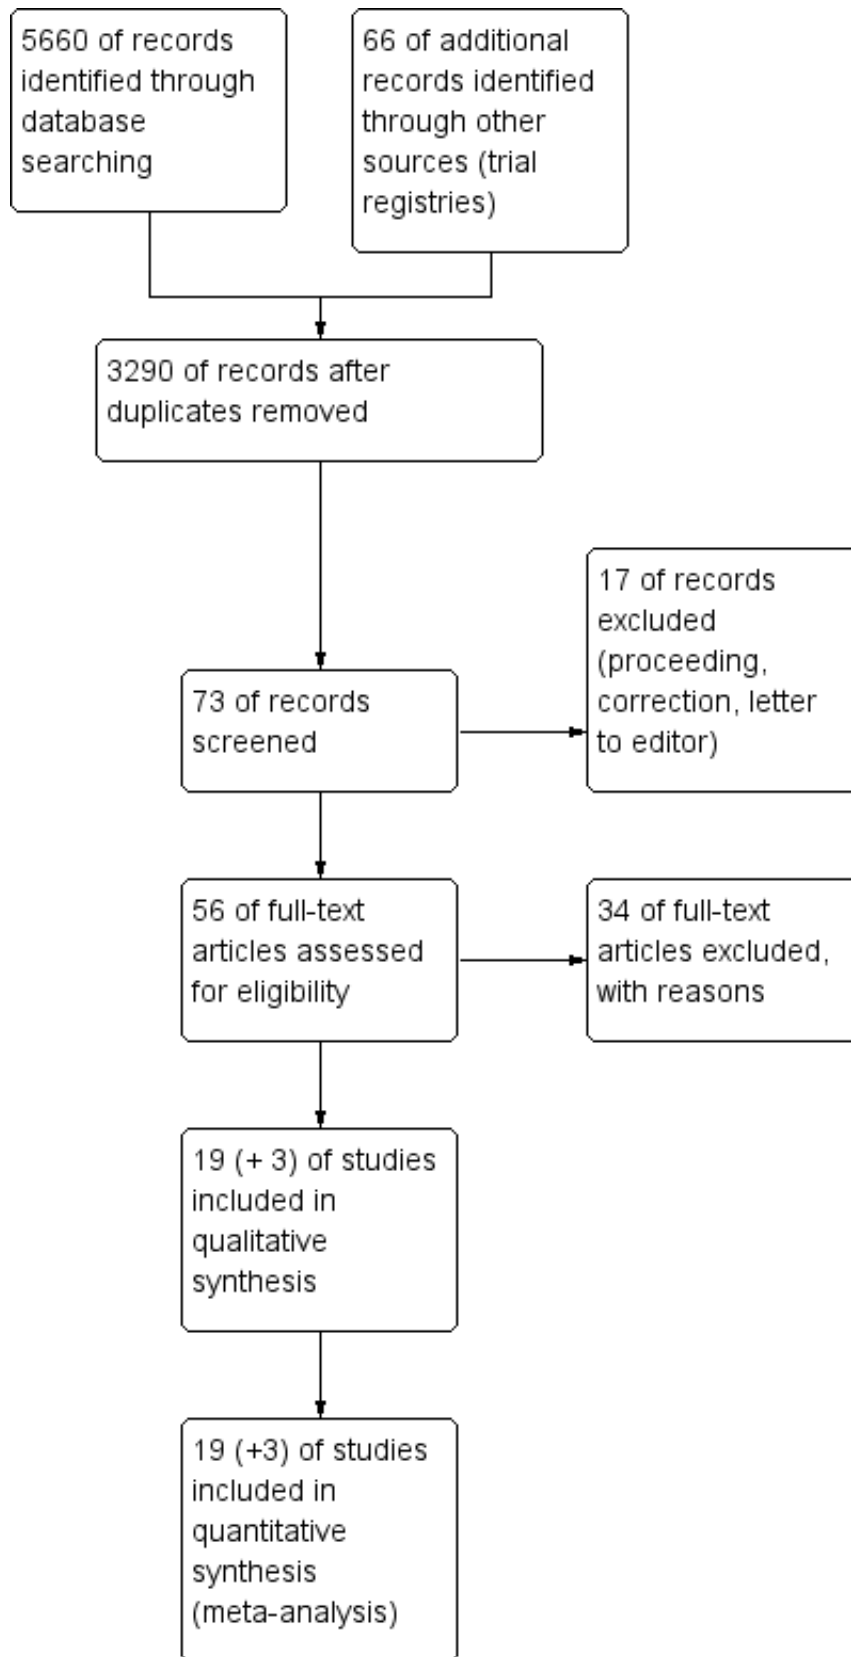 5660 of records
identified through
database
searching
66 of additional
records identified
through other
sources (trial
registries)
3290 of records after
duplicates removed
17 of records
excluded
(proceeding,
correction, letter
to editor)
73 of records
screened
56 of full-text
articles assessed
for eligibility
34 of full-text
articles excluded,
with reasons
19 (+ 3) of studies
included in
qualitative
synthesis
19 (+3) of studies
included in
quantitative
synthesis
(meta-analysis)